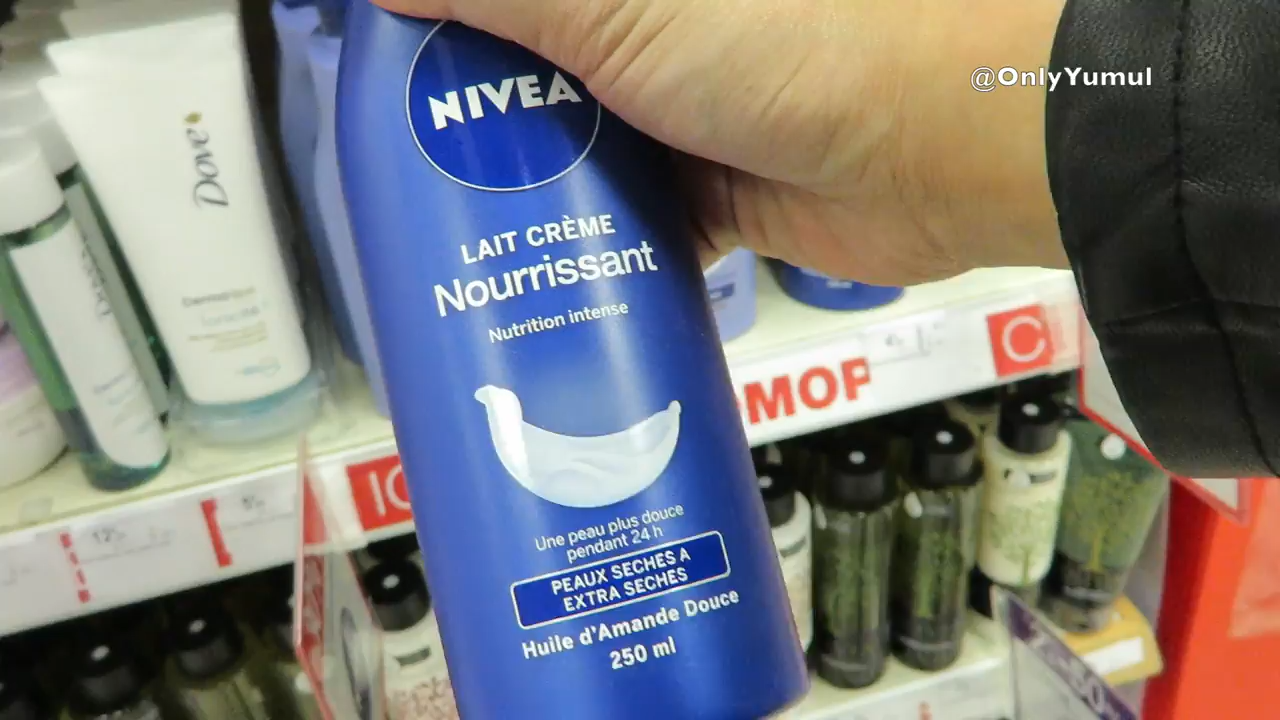 @OnlyYumul
NIVEA
LAIT CRÈME
Nourrissant
Nutrition intense
Une peau plus douce
pendant 24 h
PEAUX SECHES A
EXTRA SECHES
Huile d'Amande Douce
250 ml
Dove